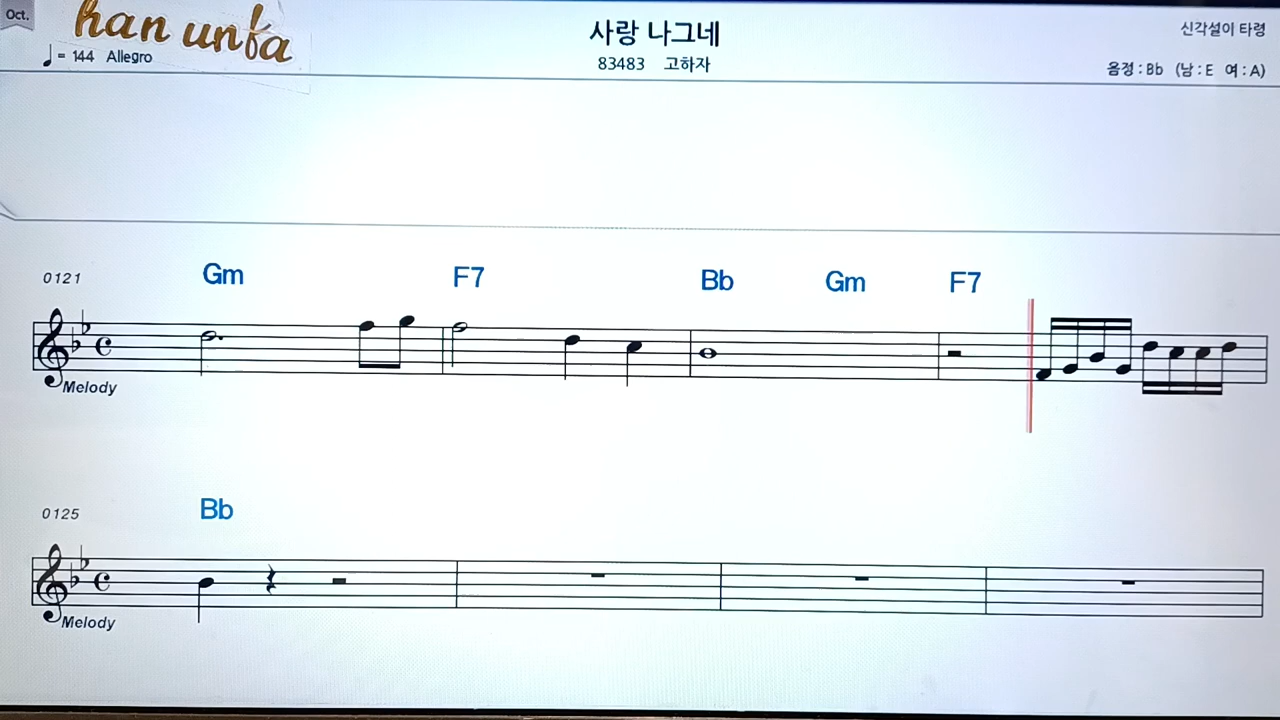 Oct.
han unfa
사랑 나그네
신각설이 타령
= 144 Allegro
83483 고하자
음정 : Bb (남 : E 여 : A)
0121 Gm F7 Bb Gm F7
Melody
0125 Bb
Melody